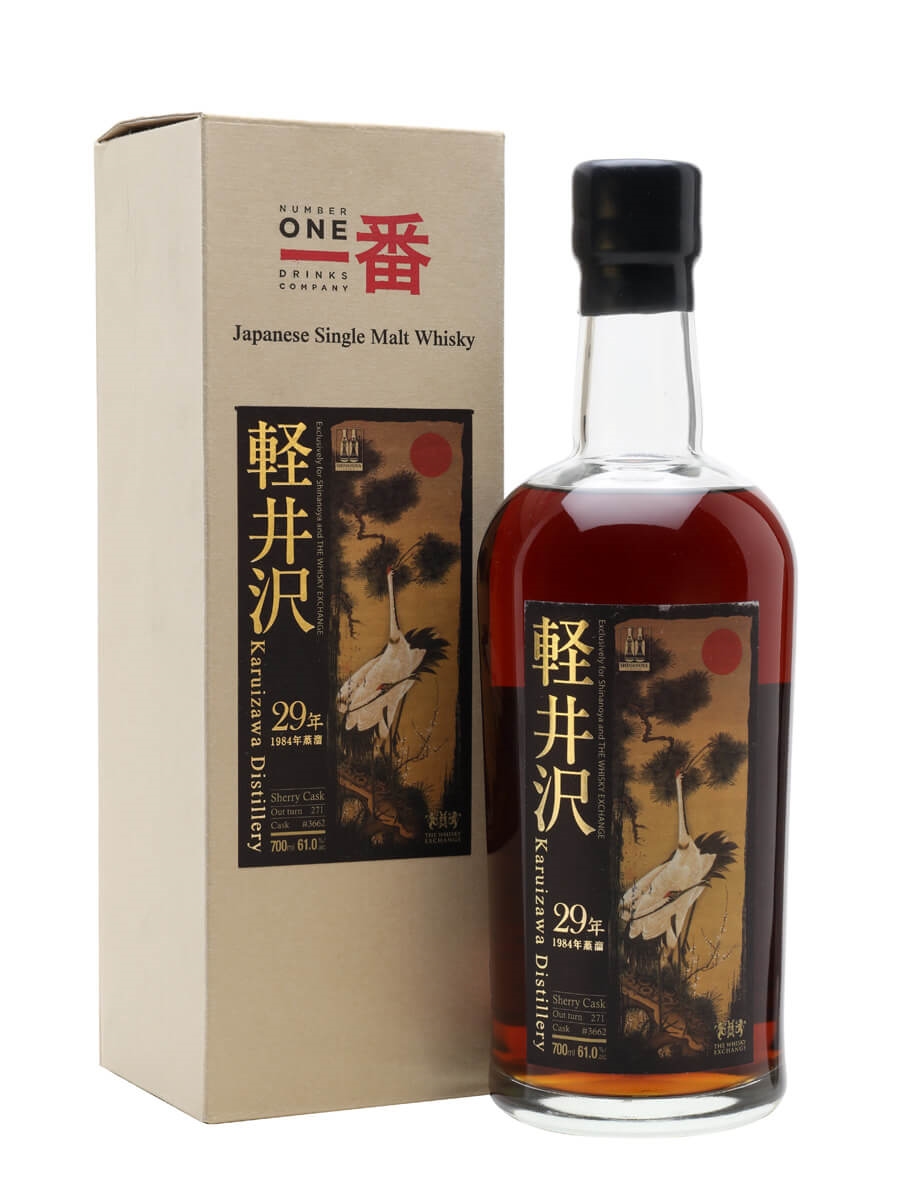 NUMBER
ONE
DRINKS
COMPANY
一番
Japanese Single Malt Whisky
軽井沢
Karuizawa Distillery
Exclusively for Shinanoya and THE WHISKY EXCHANGE
SHINANOYA
29年
1984年蒸溜
Sherry Cask
Out turn 271
Cask #3662
700ml 61.0%
THE WHISKY
EXCHANGE
軽井沢
Karuizawa Distillery
Exclusively for Shinanoya and THE WHISKY EXCHANGE
SHINANOYA
29年
1984年蒸溜
Sherry Cask
Out turn 271
Cask #3662
700ml 61.0%
THE WHISKY
EXCHANGE